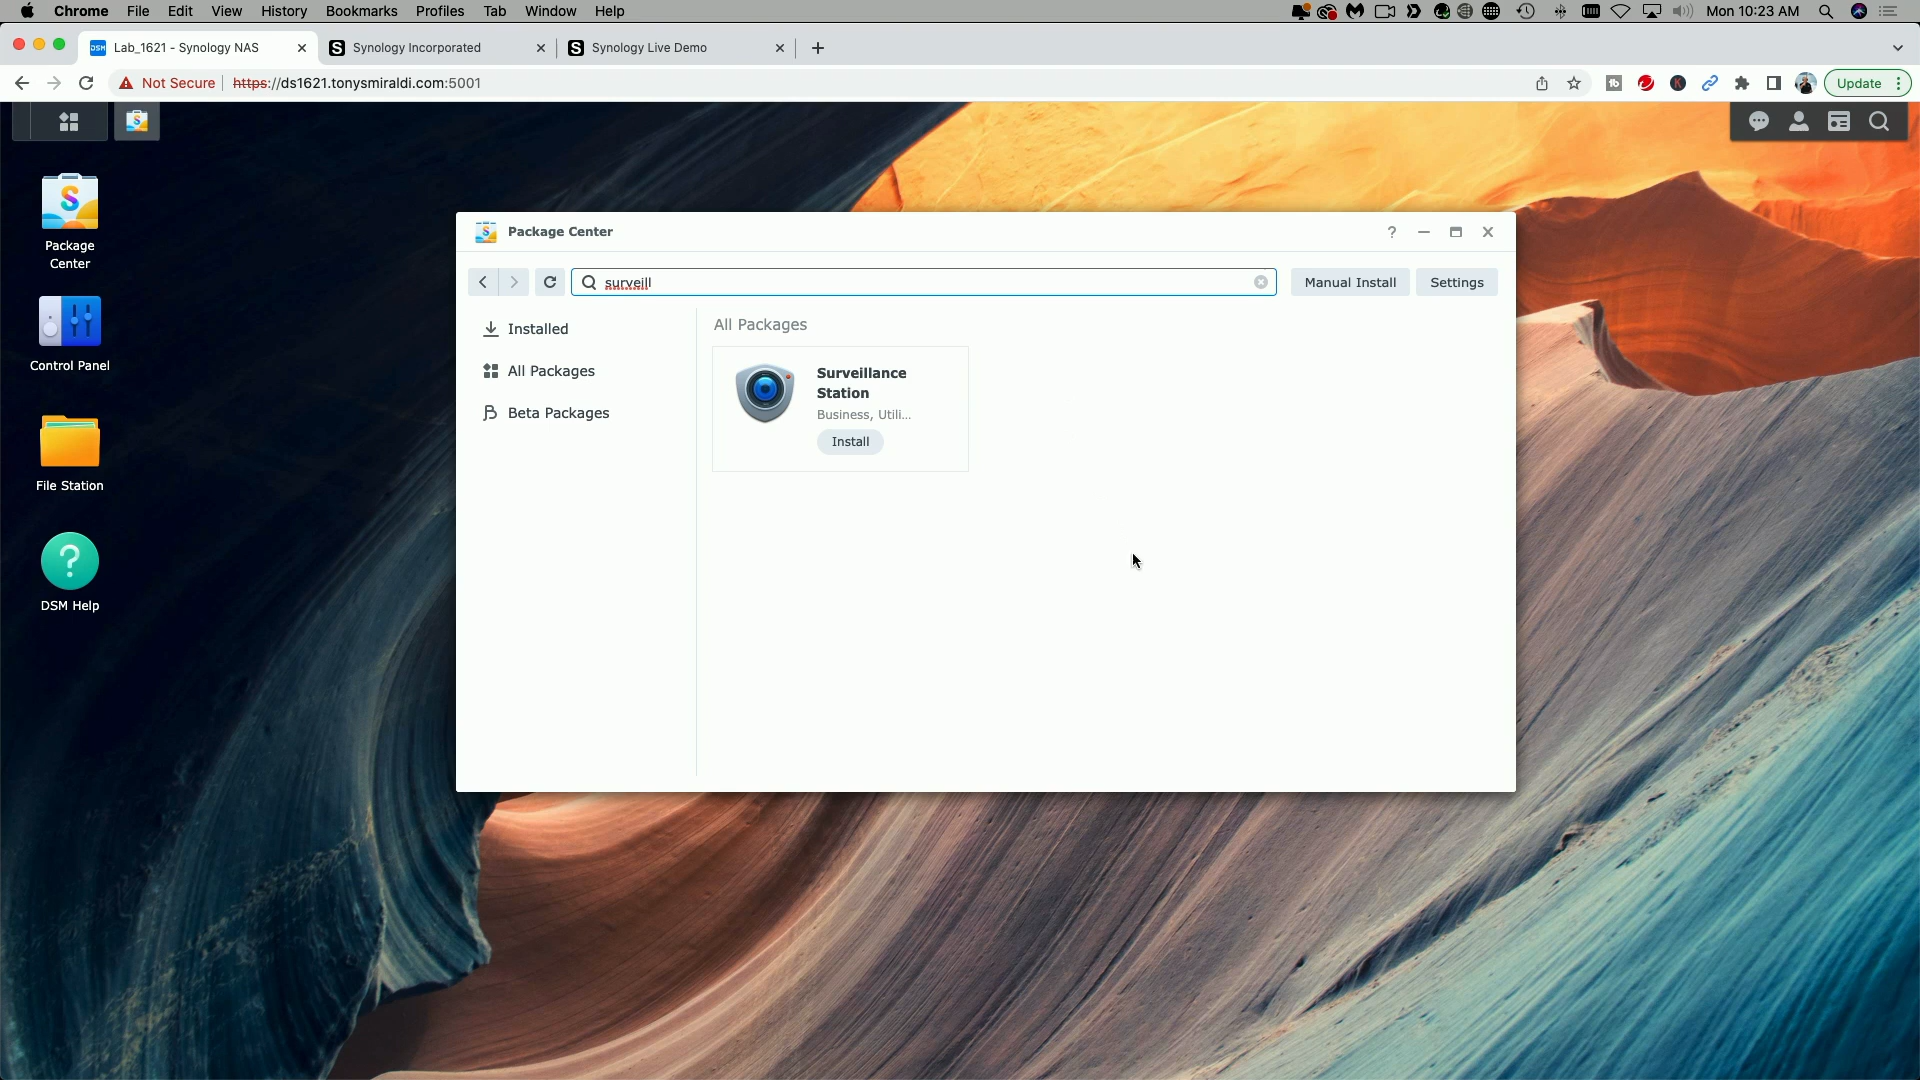 Chrome File Edit View History Bookmarks Profiles Tab Window Help Mon 10:23 AM
DSM Lab_1621 - Synology NAS S Synology Incorporated S Synology Live Demo
Not Secure https://ds1621.tonysmiraldi.com:5001 Update
Package Center
Control Panel
File Station
DSM Help
Package Center
surveill Manual Install Settings
Installed
All Packages
Beta Packages
All Packages
Surveillance
Station
Business, Utili...
Install